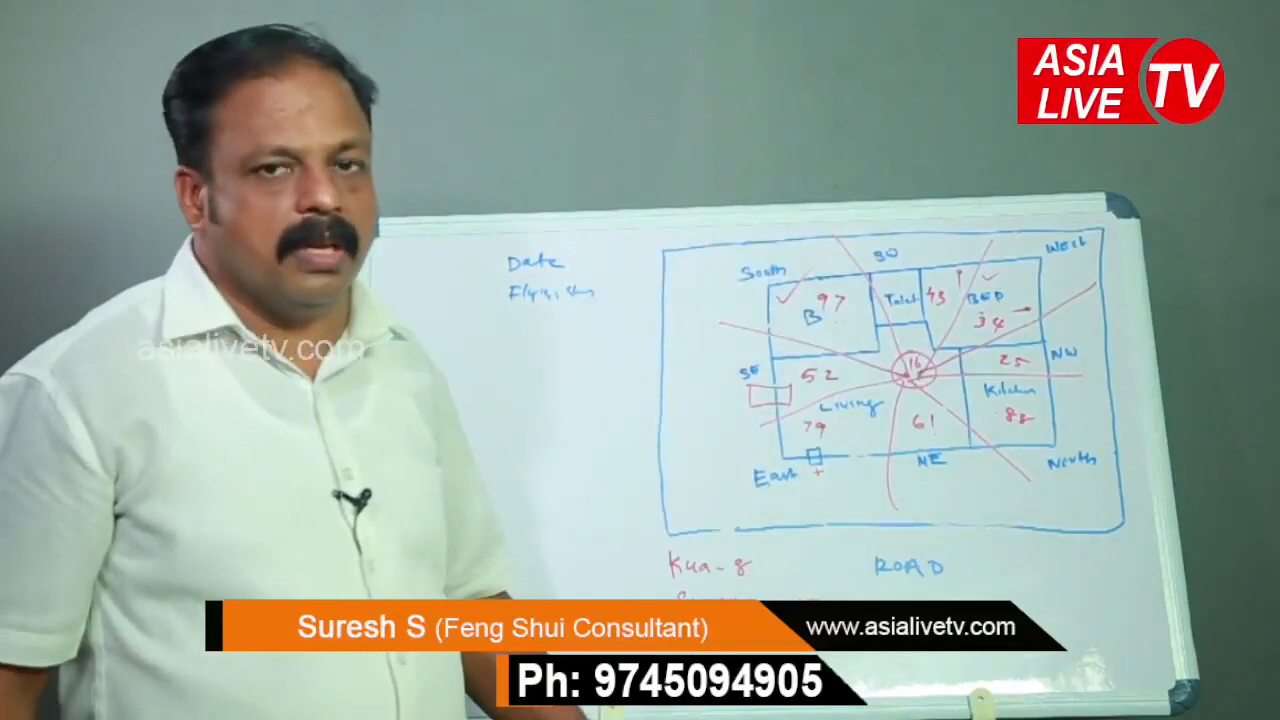 ASIA
LIVE
TV
Date
South
SW
West
97
B
Toilet
43
BED
34
asialivetv.com
SE
52
16
25
NW
Living
Kitchen
79
61
88
East
NE
North
Kua - 8
ROAD
Suresh S (Feng Shui Consultant)
www.asialivetv.com
Ph: 9745094905